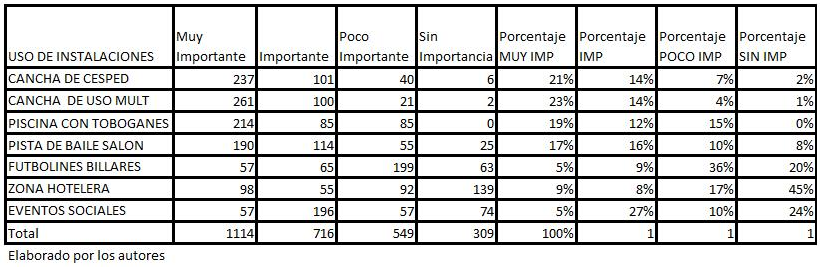 USO DE INSTALACIONES Muy Importante Importante Poco Importante Sin Importancia Porcentaje MUY IMP Porcentaje IMP Porcentaje POCO IMP Porcentaje SIN IMP
CANCHA DE CESPED 237 101 40 6 21% 14% 7% 2%
CANCHA DE USO MULT 261 100 21 2 23% 14% 4% 1%
PISCINA CON TOBOGANES 214 85 85 0 19% 12% 15% 0%
PISTA DE BAILE SALON 190 114 55 25 17% 16% 10% 8%
FUTBOLINES BILLARES 57 65 199 63 5% 9% 36% 20%
ZONA HOTELERA 98 55 92 139 9% 8% 17% 45%
EVENTOS SOCIALES 57 196 57 74 5% 27% 10% 24%
Total 1114 716 549 309 100% 1 1 1
Elaborado por los autores